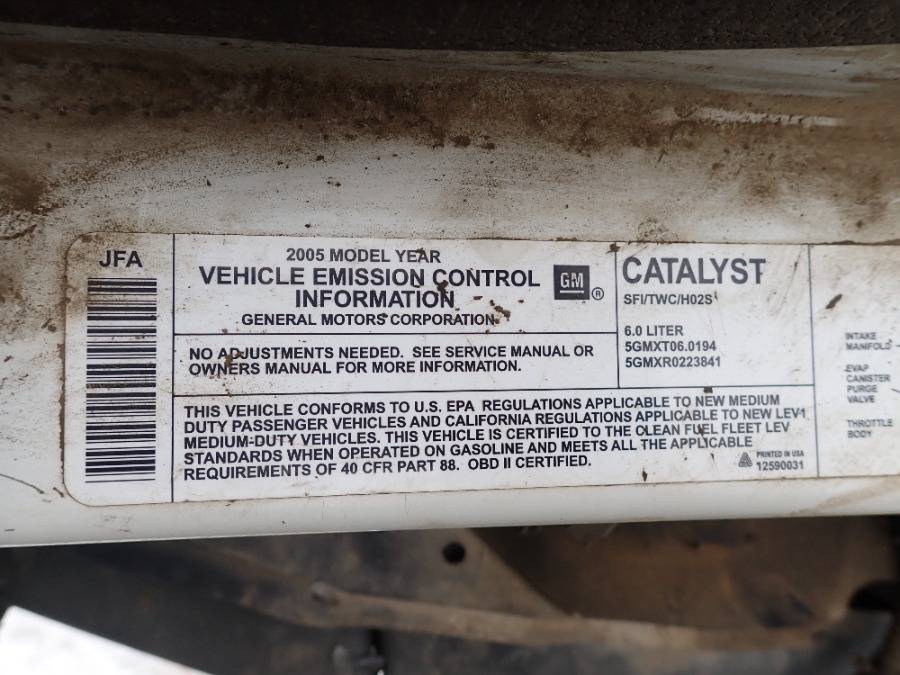 JFA
2005 MODEL YEAR
VEHICLE EMISSION CONTROL
INFORMATION
GENERAL MOTORS CORPORATION
GM
®
NO ADJUSTMENTS NEEDED. SEE SERVICE MANUAL OR
OWNERS MANUAL FOR MORE INFORMATION.
CATALYST
SFI/TWC/H02S
6.0 LITER
5GMXT06.0194
5GMXR0223841
THIS VEHICLE CONFORMS TO U.S. EPA REGULATIONS APPLICABLE TO NEW MEDIUM
DUTY PASSENGER VEHICLES AND CALIFORNIA REGULATIONS APPLICABLE TO NEW LEV1
MEDIUM-DUTY VEHICLES. THIS VEHICLE IS CERTIFIED TO THE CLEAN FUEL FLEET LEV
STANDARDS WHEN OPERATED ON GASOLINE AND MEETS ALL THE APPLICABLE
REQUIREMENTS OF 40 CFR PART 88. OBD II CERTIFIED.
PRINTED IN USA
12590031
INTAKE
MANIFOLD
EVAP
CANISTER
PURGE
VALVE
THROTTLE
BODY